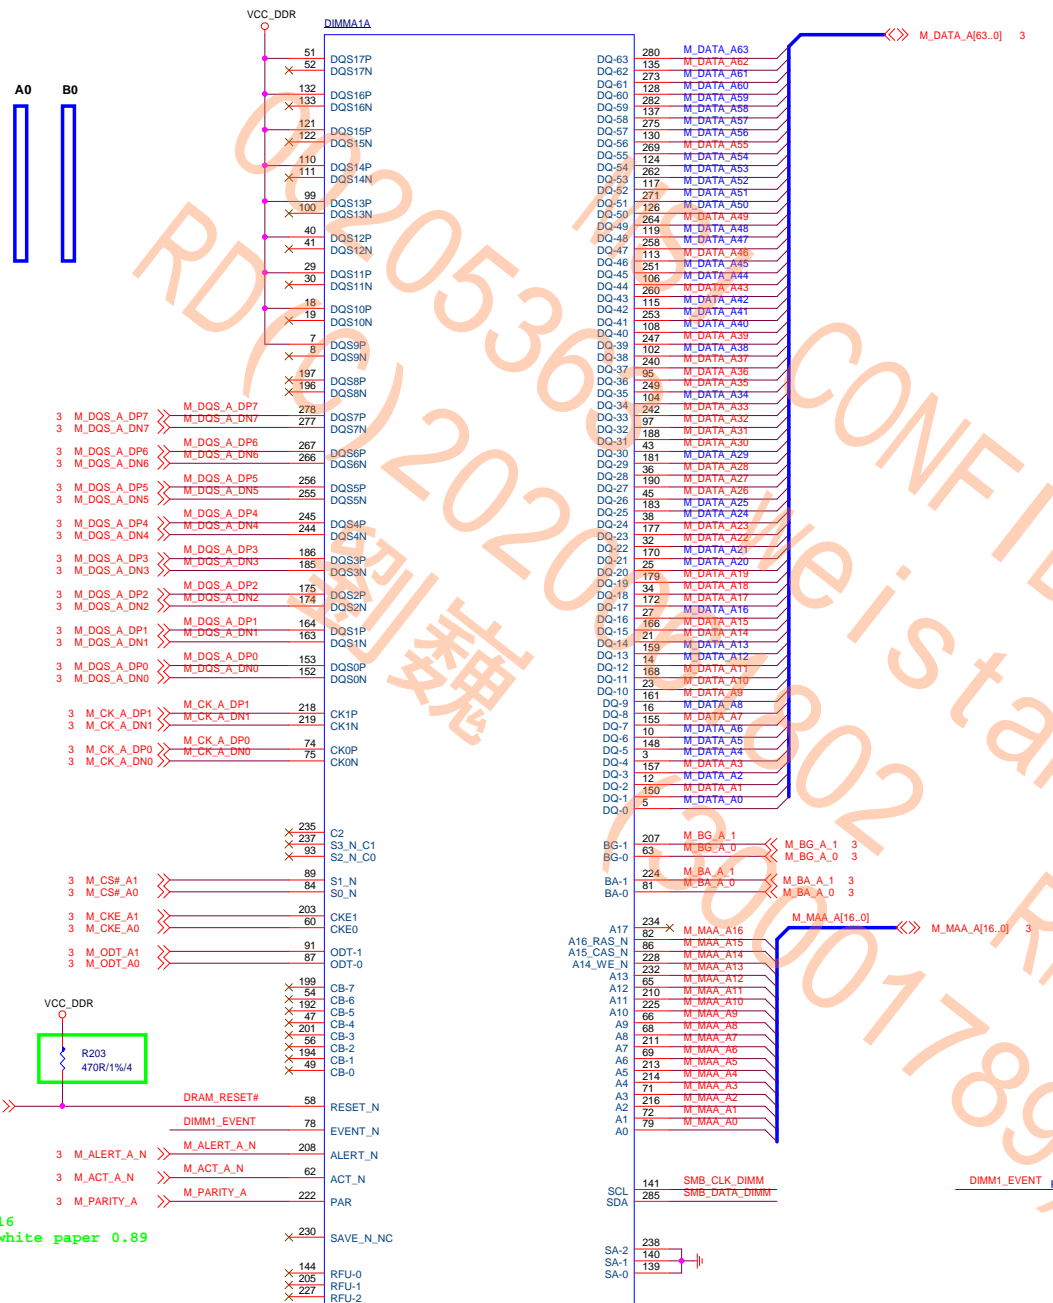 VCC_DDR
DIMMA1A
A0 B0
51 DQS17P
52 DQS17N
132 DQS16P
133 DQS16N
121 DQS15P
122 DQS15N
110 DQS14P
111 DQS14N
99 DQS13P
100 DQS13N
40 DQS12P
41 DQS12N
29 DQS11P
30 DQS11N
18 DQS10P
19 DQS10N
7 DQS9P
8 DQS9N
197 DQS8P
196 DQS8N
3 M_DQS_A_DP7 M_DQS_A_DP7 278 DQS7P
3 M_DQS_A_DN7 M_DQS_A_DN7 277 DQS7N
3 M_DQS_A_DP6 M_DQS_A_DP6 267 DQS6P
3 M_DQS_A_DN6 M_DQS_A_DN6 266 DQS6N
3 M_DQS_A_DP5 M_DQS_A_DP5 256 DQS5P
3 M_DQS_A_DN5 M_DQS_A_DN5 255 DQS5N
3 M_DQS_A_DP4 M_DQS_A_DP4 245 DQS4P
3 M_DQS_A_DN4 M_DQS_A_DN4 244 DQS4N
3 M_DQS_A_DP3 M_DQS_A_DP3 186 DQS3P
3 M_DQS_A_DN3 M_DQS_A_DN3 185 DQS3N
3 M_DQS_A_DP2 M_DQS_A_DP2 175 DQS2P
3 M_DQS_A_DN2 M_DQS_A_DN2 174 DQS2N
3 M_DQS_A_DP1 M_DQS_A_DP1 164 DQS1P
3 M_DQS_A_DN1 M_DQS_A_DN1 163 DQS1N
3 M_DQS_A_DP0 M_DQS_A_DP0 153 DQS0P
3 M_DQS_A_DN0 M_DQS_A_DN0 152 DQS0N
3 M_CK_A_DP1 M_CK_A_DP1 218 CK1P
3 M_CK_A_DN1 M_CK_A_DN1 219 CK1N
3 M_CK_A_DP0 M_CK_A_DP0 74 CK0P
3 M_CK_A_DN0 M_CK_A_DN0 75 CK0N
235 C2
237 S3_N_C1
93 S2_N_C0
3 M_CS#_A1 89 S1_N
3 M_CS#_A0 84 S0_N
3 M_CKE_A1 203 CKE1
3 M_CKE_A0 60 CKE0
3 M_ODT_A1 91 ODT-1
3 M_ODT_A0 87 ODT-0
199 CB-7
54 CB-6
192 CB-5
47 CB-4
201 CB-3
56 CB-2
194 CB-1
49 CB-0
VCC_DDR
R203
470R/1%/4
DRAM_RESET# 58 RESET_N
DIMM1_EVENT 78 EVENT_N
3 M_ALERT_A_N M_ALERT_A_N 208 ALERT_N
3 M_ACT_A_N M_ACT_A_N 62 ACT_N
3 M_PARITY_A M_PARITY_A 222 PAR
16
white paper 0.89
230 SAVE_N_NC
144 RFU-0
205 RFU-1
227 RFU-2
M_DATA_A[63..0] 3
DQ-63 280 M_DATA_A63
DQ-62 135 M_DATA_A62
DQ-61 273 M_DATA_A61
DQ-60 128 M_DATA_A60
DQ-59 282 M_DATA_A59
DQ-58 137 M_DATA_A58
DQ-57 275 M_DATA_A57
DQ-56 130 M_DATA_A56
DQ-55 269 M_DATA_A55
DQ-54 124 M_DATA_A54
DQ-53 262 M_DATA_A53
DQ-52 117 M_DATA_A52
DQ-51 271 M_DATA_A51
DQ-50 126 M_DATA_A50
DQ-49 264 M_DATA_A49
DQ-48 119 M_DATA_A48
DQ-47 258 M_DATA_A47
DQ-46 113 M_DATA_A46
DQ-45 251 M_DATA_A45
DQ-44 106 M_DATA_A44
DQ-43 260 M_DATA_A43
DQ-42 115 M_DATA_A42
DQ-41 253 M_DATA_A41
DQ-40 108 M_DATA_A40
DQ-39 247 M_DATA_A39
DQ-38 102 M_DATA_A38
DQ-37 240 M_DATA_A37
DQ-36 95 M_DATA_A36
DQ-35 249 M_DATA_A35
DQ-34 104 M_DATA_A34
DQ-33 242 M_DATA_A33
DQ-32 97 M_DATA_A32
DQ-31 188 M_DATA_A31
DQ-30 43 M_DATA_A30
DQ-29 181 M_DATA_A29
DQ-28 36 M_DATA_A28
DQ-27 190 M_DATA_A27
DQ-26 45 M_DATA_A26
DQ-25 183 M_DATA_A25
DQ-24 38 M_DATA_A24
DQ-23 177 M_DATA_A23
DQ-22 32 M_DATA_A22
DQ-21 170 M_DATA_A21
DQ-20 25 M_DATA_A20
DQ-19 179 M_DATA_A19
DQ-18 34 M_DATA_A18
DQ-17 172 M_DATA_A17
DQ-16 27 M_DATA_A16
DQ-15 166 M_DATA_A15
DQ-14 21 M_DATA_A14
DQ-13 159 M_DATA_A13
DQ-12 14 M_DATA_A12
DQ-11 168 M_DATA_A11
DQ-10 23 M_DATA_A10
DQ-9 161 M_DATA_A9
DQ-8 16 M_DATA_A8
DQ-7 155 M_DATA_A7
DQ-6 10 M_DATA_A6
DQ-5 148 M_DATA_A5
DQ-4 3 M_DATA_A4
DQ-3 157 M_DATA_A3
DQ-2 12 M_DATA_A2
DQ-1 150 M_DATA_A1
DQ-0 5 M_DATA_A0
BG-1 207 M_BG_A_1 M_BG_A_1 3
BG-0 63 M_BG_A_0 M_BG_A_0 3
BA-1 224 M_BA_A_1 M_BA_A_1 3
BA-0 81 M_BA_A_0 M_BA_A_0 3
M_MAA_A[16..0] M_MAA_A[16..0] 3
A17 234
A16_RAS_N 82 M_MAA_A16
A15_CAS_N 86 M_MAA_A15
A14_WE_N 228 M_MAA_A14
A13 232 M_MAA_A13
A12 65 M_MAA_A12
A11 210 M_MAA_A11
A10 225 M_MAA_A10
A9 66 M_MAA_A9
A8 68 M_MAA_A8
A7 211 M_MAA_A7
A6 69 M_MAA_A6
A5 213 M_MAA_A5
A4 214 M_MAA_A4
A3 71 M_MAA_A3
A2 216 M_MAA_A2
A1 72 M_MAA_A1
A0 79 M_MAA_A0
SCL 141 SMB_CLK_DIMM
SDA 285 SMB_DATA_DIMM
DIMM1_EVENT
SA-2 238
SA-1 140
SA-0 139
劉巍